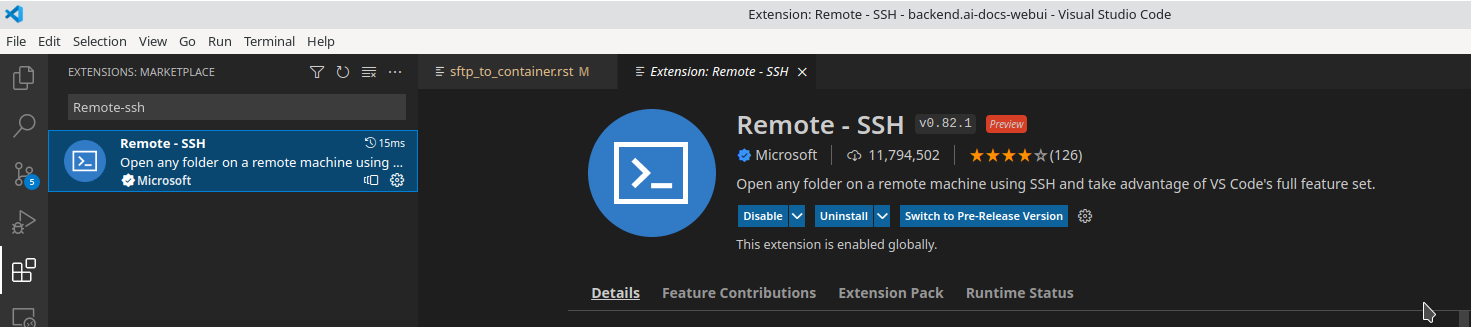 Extension: Remote - SSH - backend.ai-docs-webui - Visual Studio Code
File Edit Selection View Go Run Terminal Help
EXTENSIONS: MARKETPLACE
Remote-ssh
Remote - SSH 15ms
Open any folder on a remote machine using ...
Microsoft
5
sftp_to_container.rst M
Extension: Remote - SSH
Remote - SSH v0.82.1 Preview
Microsoft 11,794,502 (126)
Open any folder on a remote machine using SSH and take advantage of VS Code's full feature set.
Disable Uninstall Switch to Pre-Release Version
This extension is enabled globally.
Details Feature Contributions Extension Pack Runtime Status